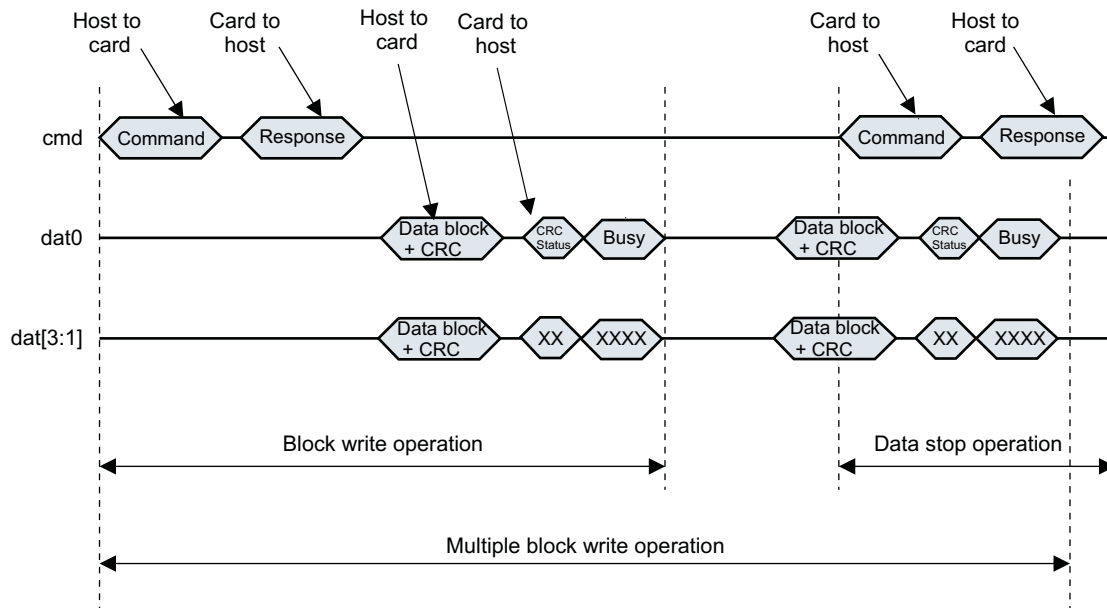 Host to
card
Card to
host
Host to
card
Card to
host
Card to
host
Host to
card
cmd
Command
Response
Command
Response
dat0
Data block
+ CRC
CRC
Status
Busy
Data block
+ CRC
CRC
Status
Busy
dat[3:1]
Data block
+ CRC
XX
XXXX
Data block
+ CRC
XX
XXXX
Block write operation
Data stop operation
Multiple block write operation